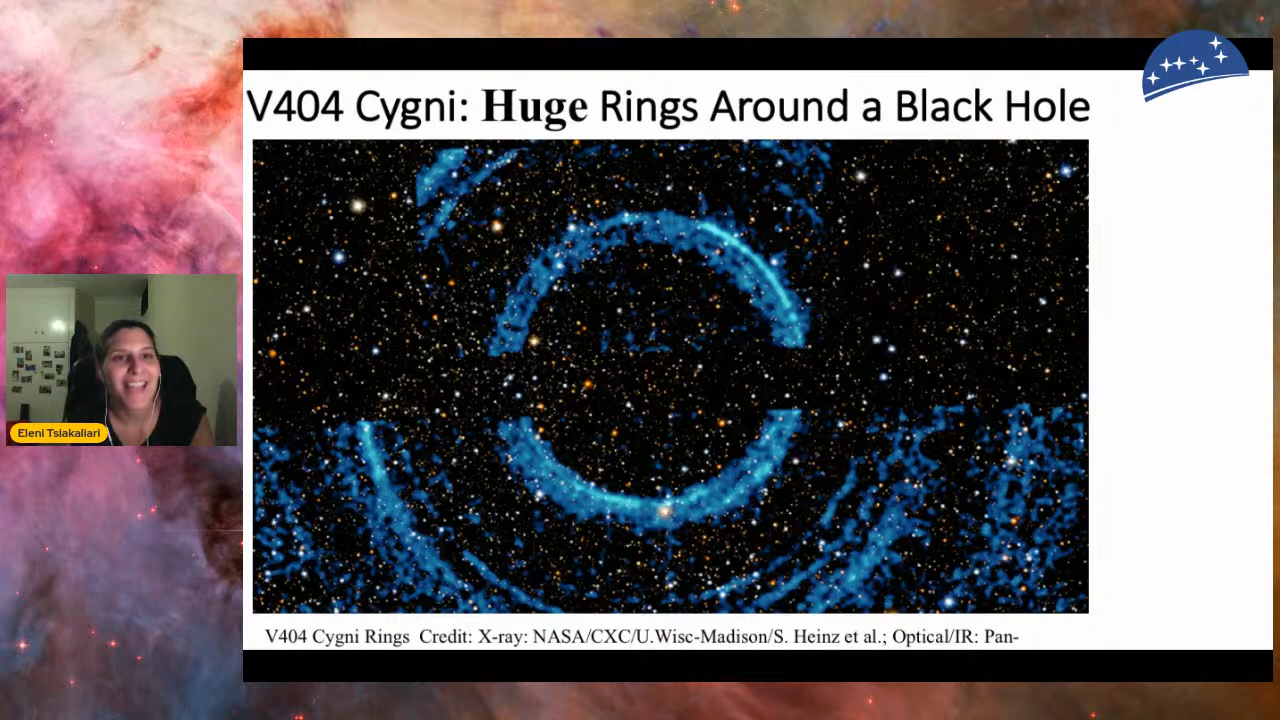 V404 Cygni: Huge Rings Around a Black Hole
Eleni Tsiakaliari
V404 Cygni Rings Credit: X-ray: NASA/CXC/U.Wisc-Madison/S. Heinz et al.; Optical/IR: Pan-